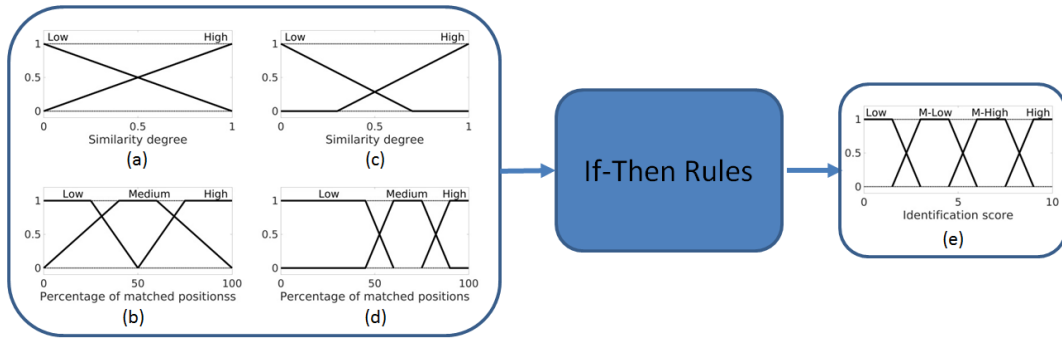 Low High
1
0.5
0
0 0.5 1
Similarity degree
(a)
Low High
1
0.5
0
0 0.5 1
Similarity degree
(c)
Low Medium High
1
0.5
0
0 50 100
Percentage of matched positionss
(b)
Low Medium High
1
0.5
0
0 50 100
Percentage of matched positions
(d)
If-Then Rules
Low M-Low M-High High
1
0.5
0
0 5 10
Identification score
(e)